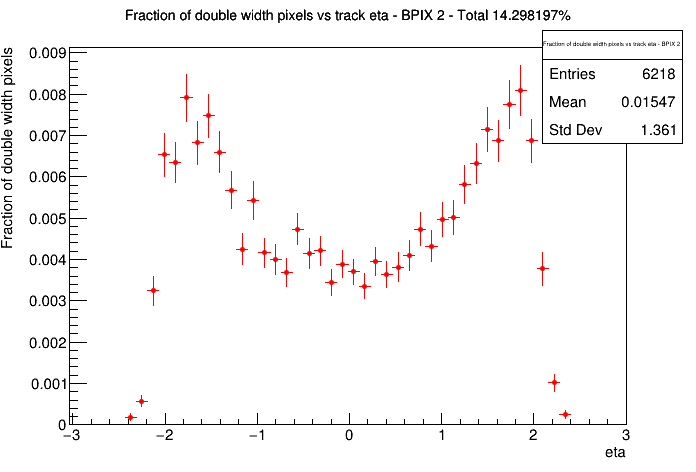 Fraction of double width pixels vs track eta - BPIX 2 - Total 14.298197%
Fraction of double width pixels vs track eta - BPIX 2
Entries 6218
Mean 0.01547
Std Dev 1.361
Fraction of double width pixels
0.009
0.008
0.007
0.006
0.005
0.004
0.003
0.002
0.001
0
−3 −2 −1 0 1 2 3
eta